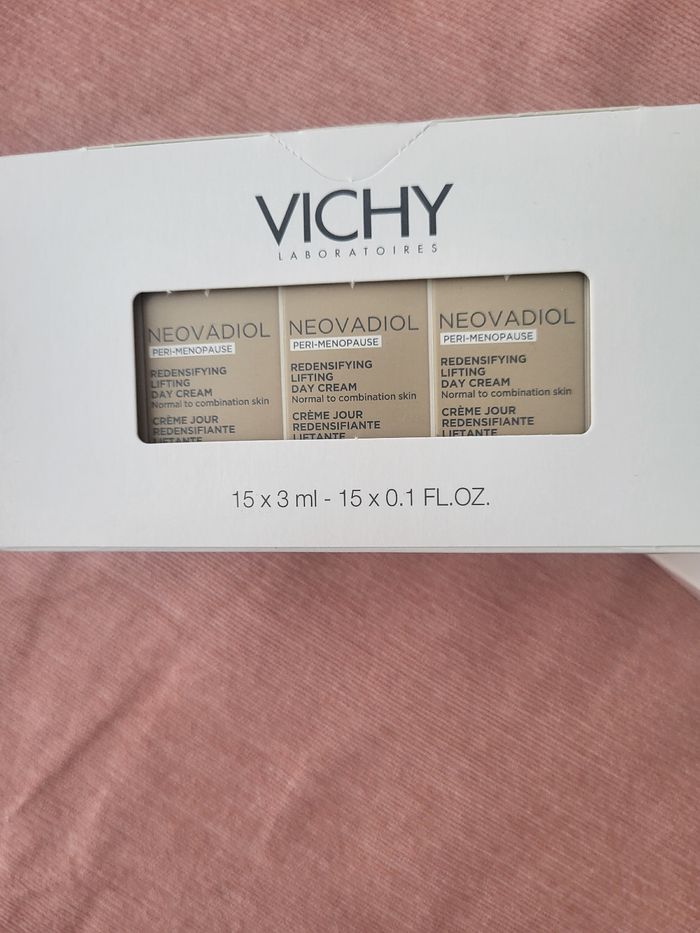 VICHY
LABORATOIRES
NEOVADIOL
PERI-MENOPAUSE
REDENSIFYING
LIFTING
DAY CREAM
Normal to combination skin
CRÈME JOUR
REDENSIFIANTE
LIFTANTE
NEOVADIOL
PERI-MENOPAUSE
REDENSIFYING
LIFTING
DAY CREAM
Normal to combination skin
CRÈME JOUR
REDENSIFIANTE
LIFTANTE
NEOVADIOL
PERI-MENOPAUSE
REDENSIFYING
LIFTING
DAY CREAM
Normal to combination skin
CRÈME JOUR
REDENSIFIANTE
LIFTANTE
15 x 3 ml - 15 x 0.1 FL.OZ.